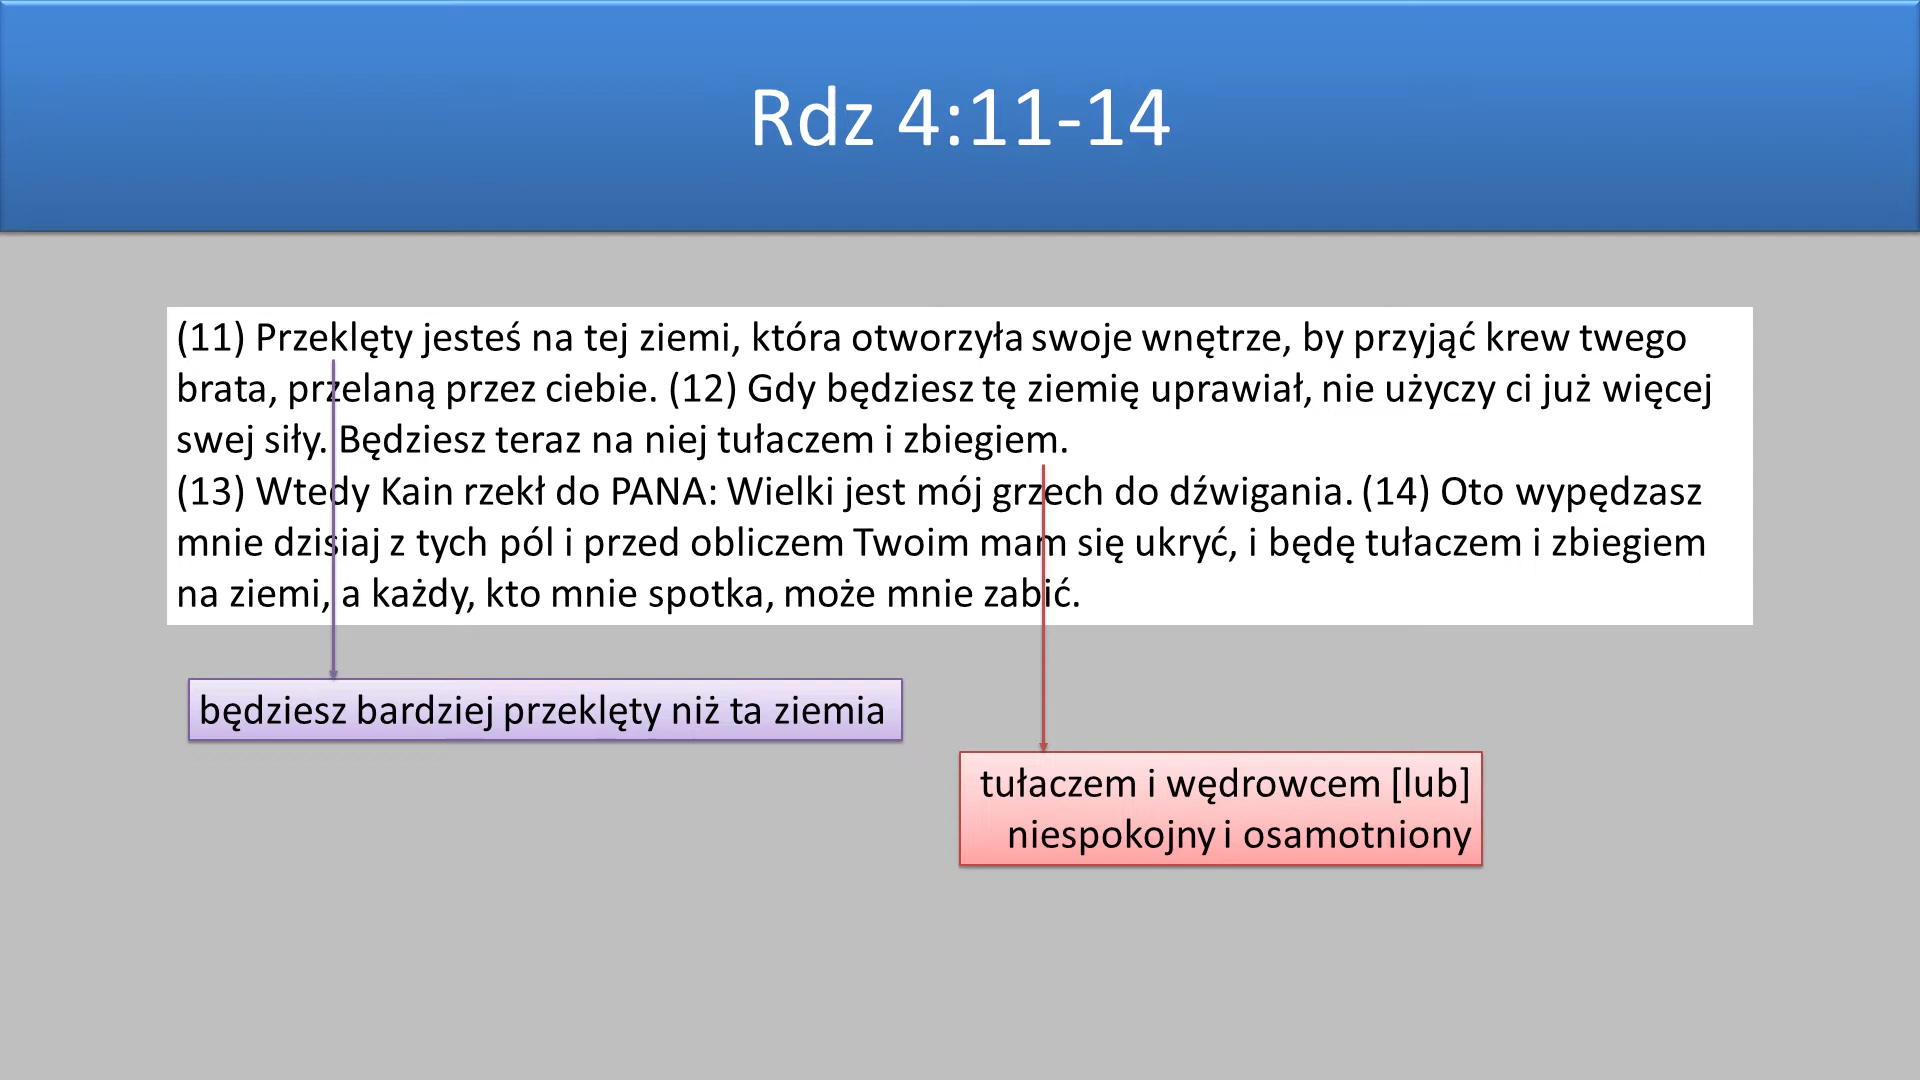 Rdz 4:11-14
(11) Przeklęty jesteś na tej ziemi, która otworzyła swoje wnętrze, by przyjąć krew twego
brata, przelaną przez ciebie. (12) Gdy będziesz tę ziemię uprawiał, nie użyczy ci już więcej
swej siły. Będziesz teraz na niej tułaczem i zbiegiem.
(13) Wtedy Kain rzekł do PANA: Wielki jest mój grzech do dźwigania. (14) Oto wypędzasz
mnie dzisiaj z tych pól i przed obliczem Twoim mam się ukryć, i będę tułaczem i zbiegiem
na ziemi, a każdy, kto mnie spotka, może mnie zabić.
będziesz bardziej przeklęty niż ta ziemia
tułaczem i wędrowcem [lub]
niespokojny i osamotniony